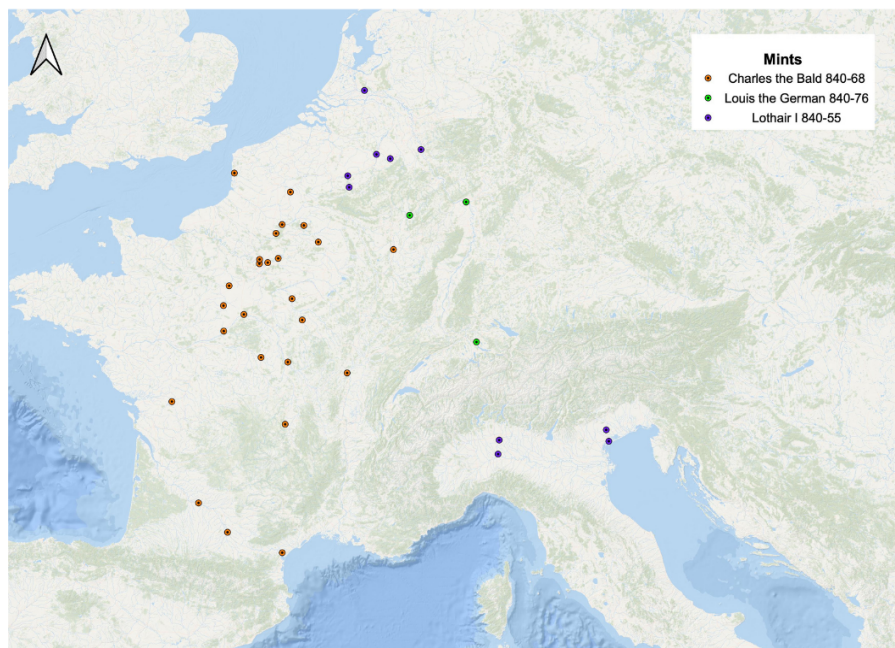 Mints
Charles the Bald 840-68
Louis the German 840-76
Lothair I 840-55